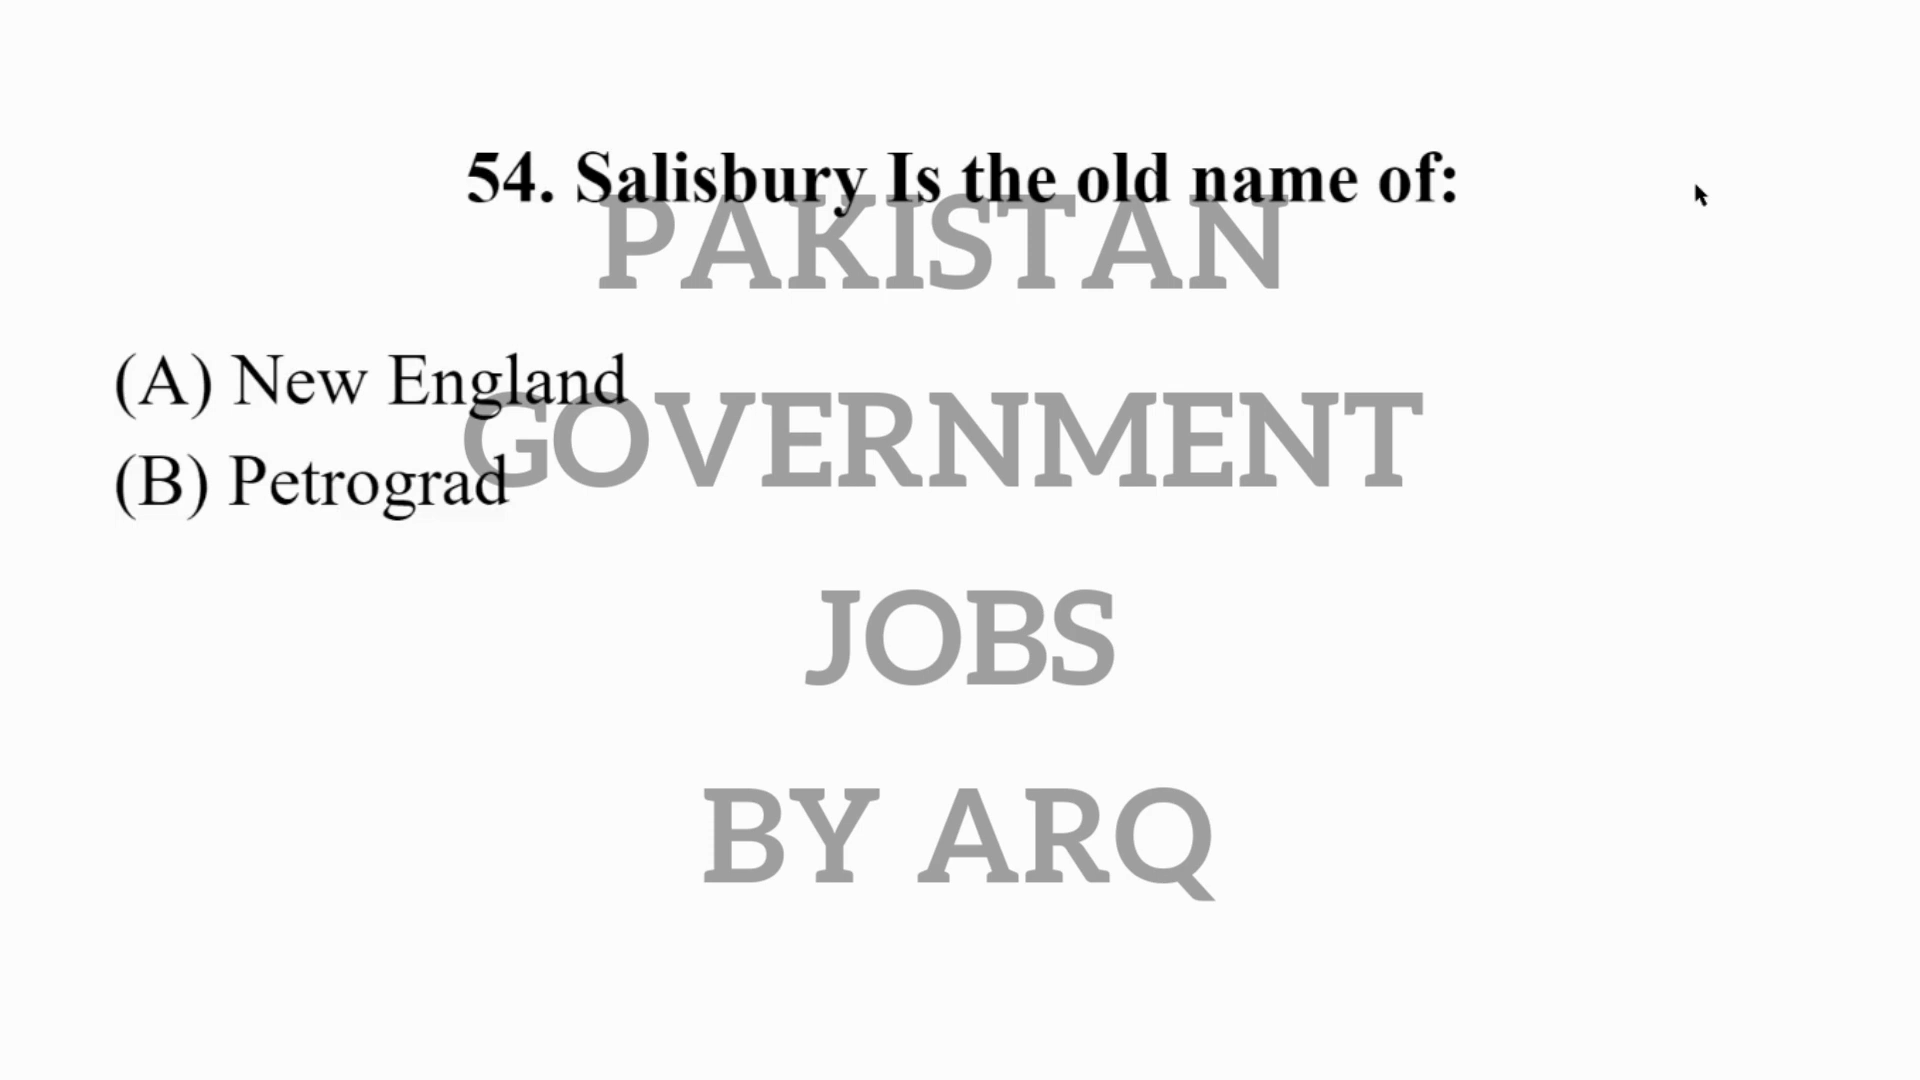 54. Salisbury Is the old name of:
PAKISTAN
(A) New England
GOVERNMENT
(B) Petrograd
JOBS
BY ARQ